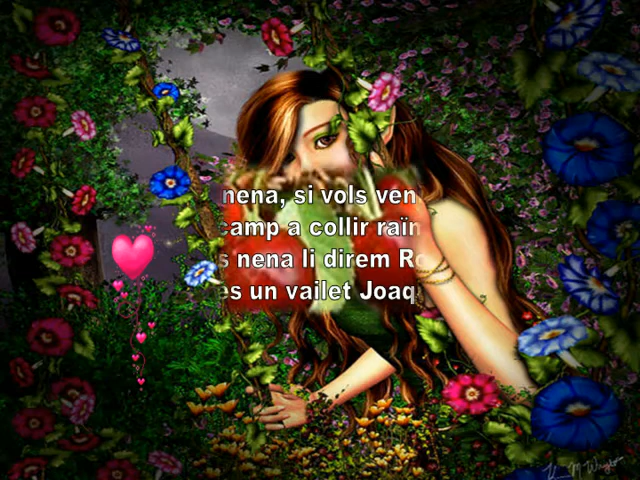 nena, si vols ven
camp a collir raïn
s nena li direm Ro
es un vailet Joaq